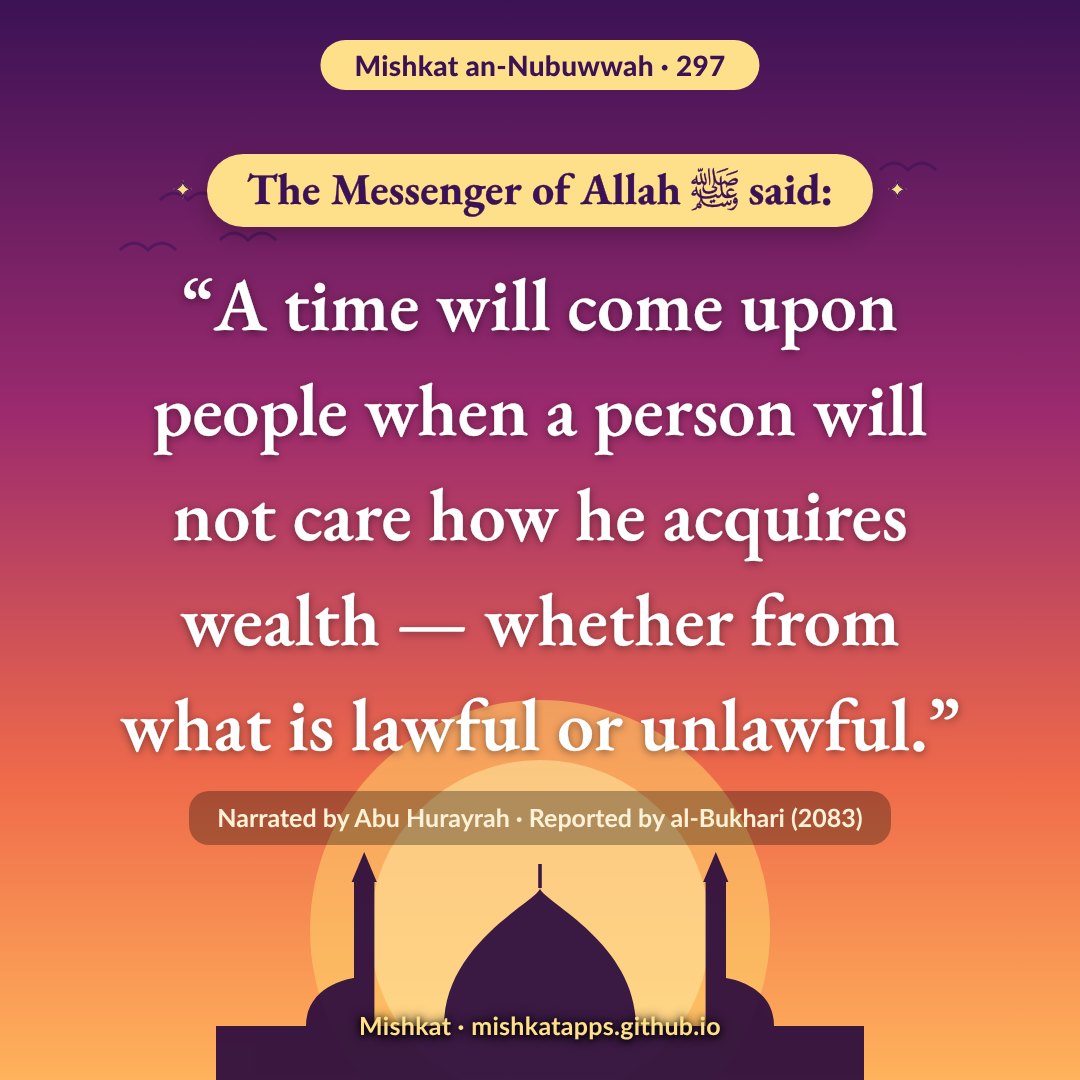 Mishkat an-Nubuwwah · 297
The Messenger of Allah ﷺ said:
“A time will come upon
people when a person will
not care how he acquires
wealth — whether from
what is lawful or unlawful.”
Narrated by Abu Hurayrah · Reported by al-Bukhari (2083)
Mishkat · mishkatapps.github.io